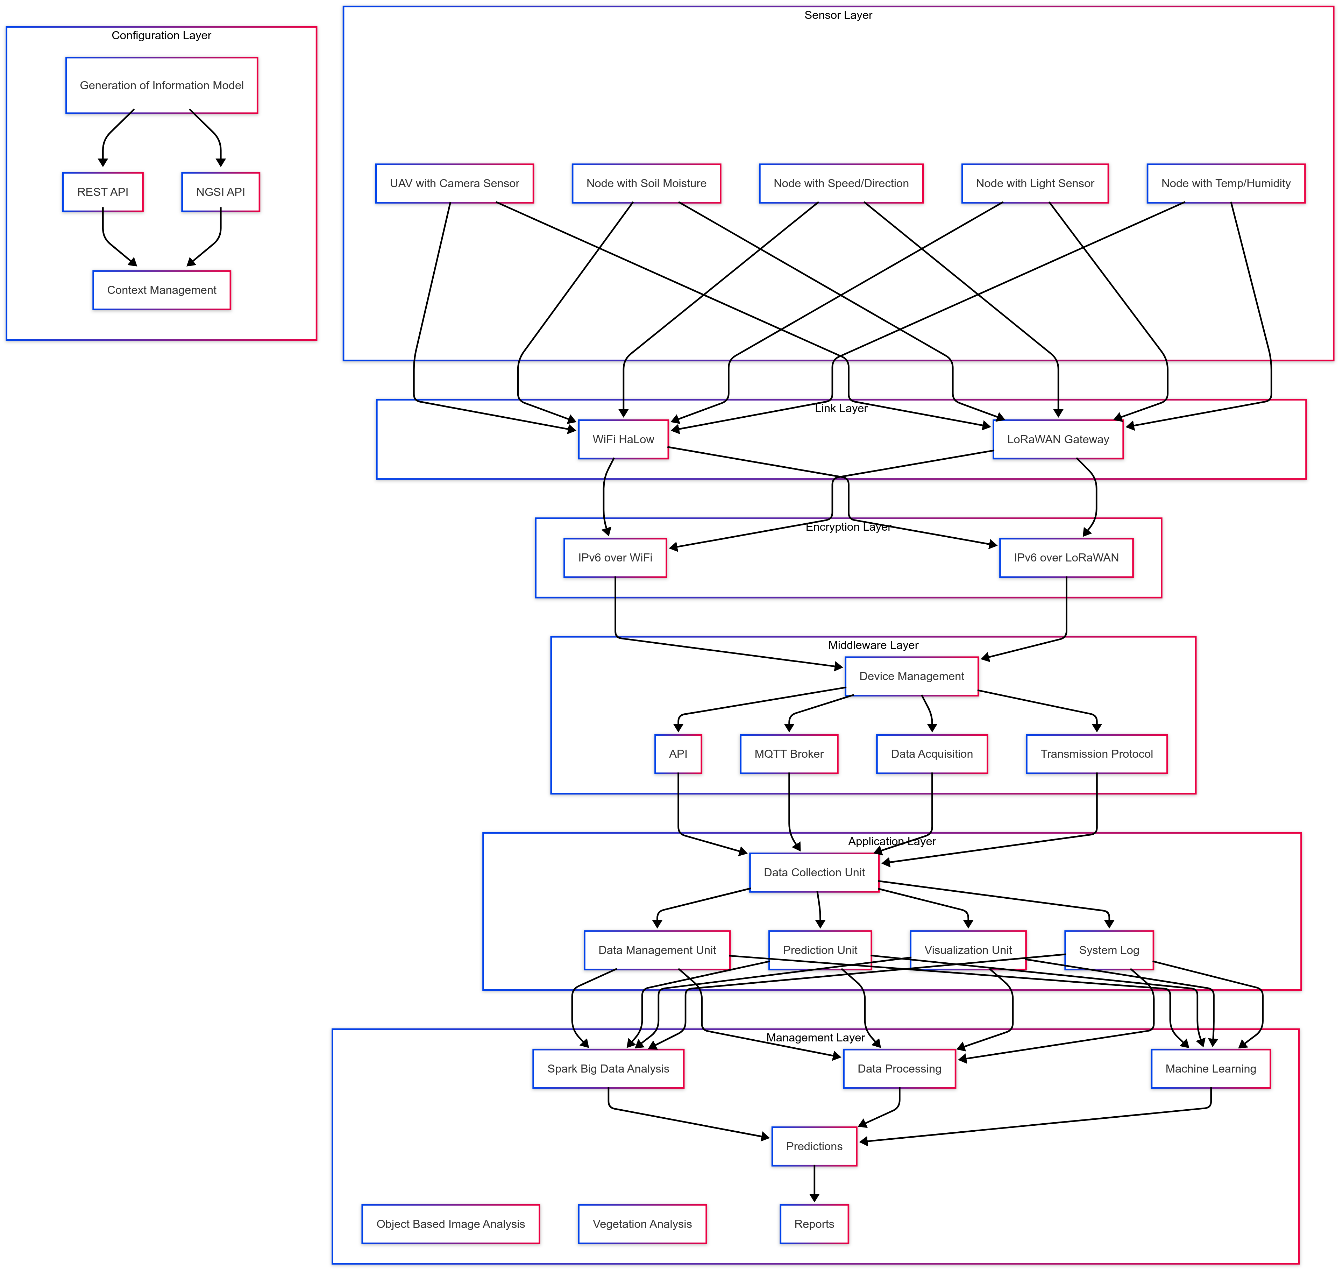 Sensor Layer
Configuration Layer
Generation of Information Model
REST API
NGSI API
Context Management
UAV with Camera Sensor
Node with Soil Moisture
Node with Speed/Direction
Node with Light Sensor
Node with Temp/Humidity
Link Layer
WiFi HaLow
LoRaWAN Gateway
Encryption Layer
IPv6 over WiFi
IPv6 over LoRaWAN
Middleware Layer
Device Management
API
MQTT Broker
Data Acquisition
Transmission Protocol
Application Layer
Data Collection Unit
Data Management Unit
Prediction Unit
Visualization Unit
System Log
Management Layer
Spark Big Data Analysis
Data Processing
Machine Learning
Predictions
Object Based Image Analysis
Vegetation Analysis
Reports